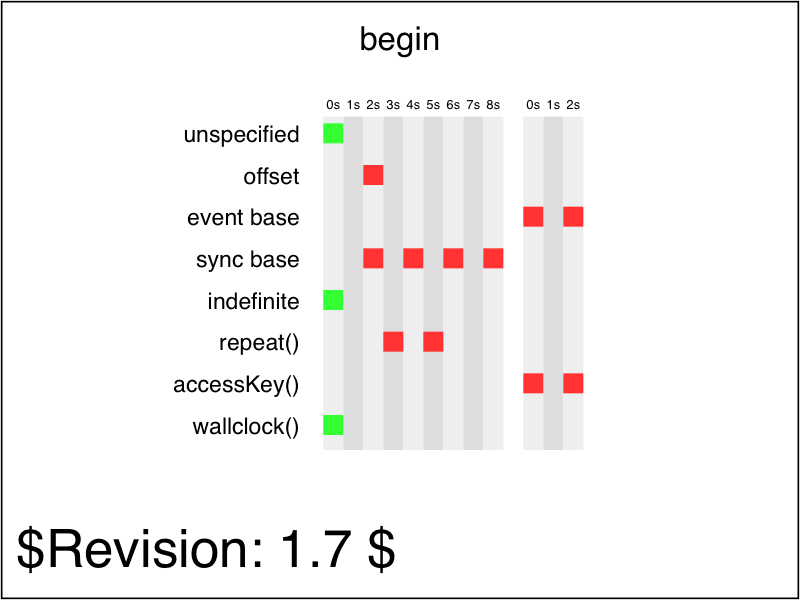 begin
0s 1s 2s 3s 4s 5s 6s 7s 8s 0s 1s 2s
unspecified
offset
event base
sync base
indefinite
repeat()
accessKey()
wallclock()
$Revision: 1.7 $